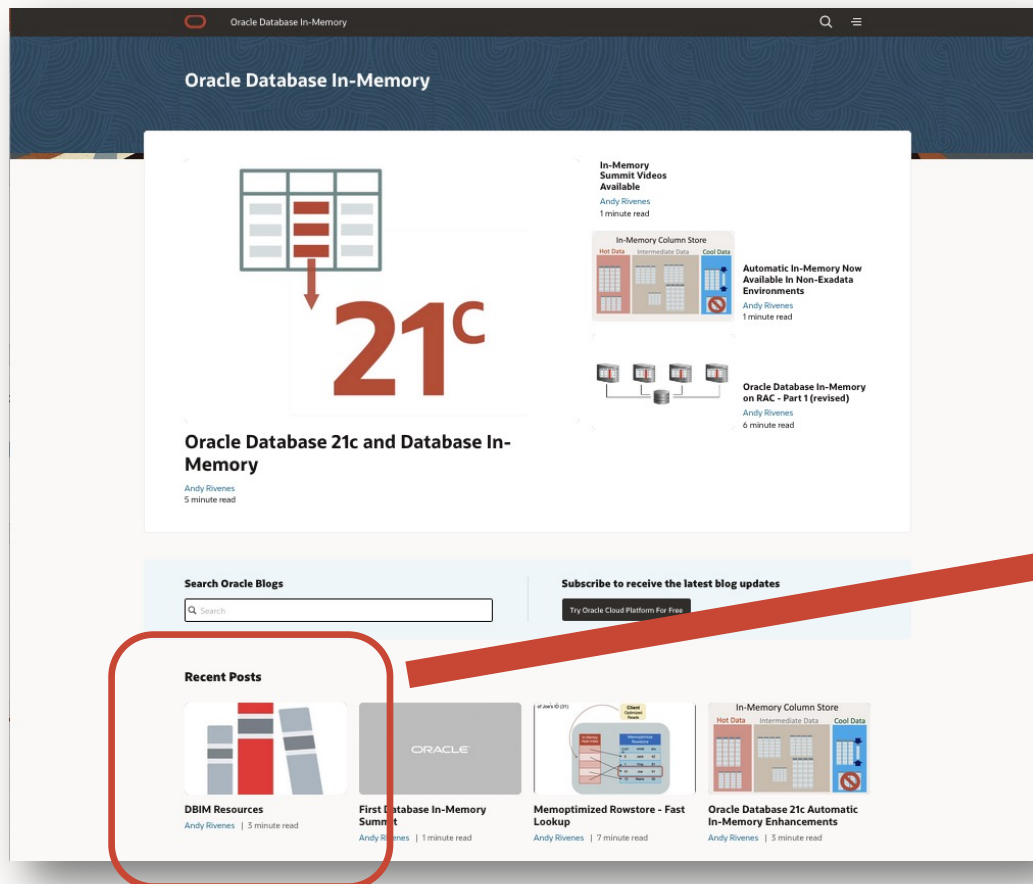 Oracle Database In-Memory
Oracle Database In-Memory
21c
Oracle Database 21c and Database In-
Memory
Andy Rivenes
5 minute read
In-Memory
Summit Videos
Available
Andy Rivenes
1 minute read
In-Memory Column Store
Hot Data Intermediate Data Cool Data
Automatic In-Memory Now
Available In Non-Exadata
Environments
Andy Rivenes
1 minute read
Oracle Database In-Memory
on RAC - Part 1 (revised)
Andy Rivenes
6 minute read
Search Oracle Blogs
Search
Subscribe to receive the latest blog updates
Try Oracle Cloud Platform For Free
Recent Posts
DBIM Resources
Andy Rivenes | 3 minute read
ORACLE
First Database In-Memory
Summit
Andy Rivenes | 1 minute read
of Joe's ID (31)
Client
Memoptimized Rowstore - Fast
Lookup
Andy Rivenes | 7 minute read
In-Memory Column Store
Hot Data Intermediate Data Cool Data
Oracle Database 21c Automatic
In-Memory Enhancements
Andy Rivenes | 3 minute read